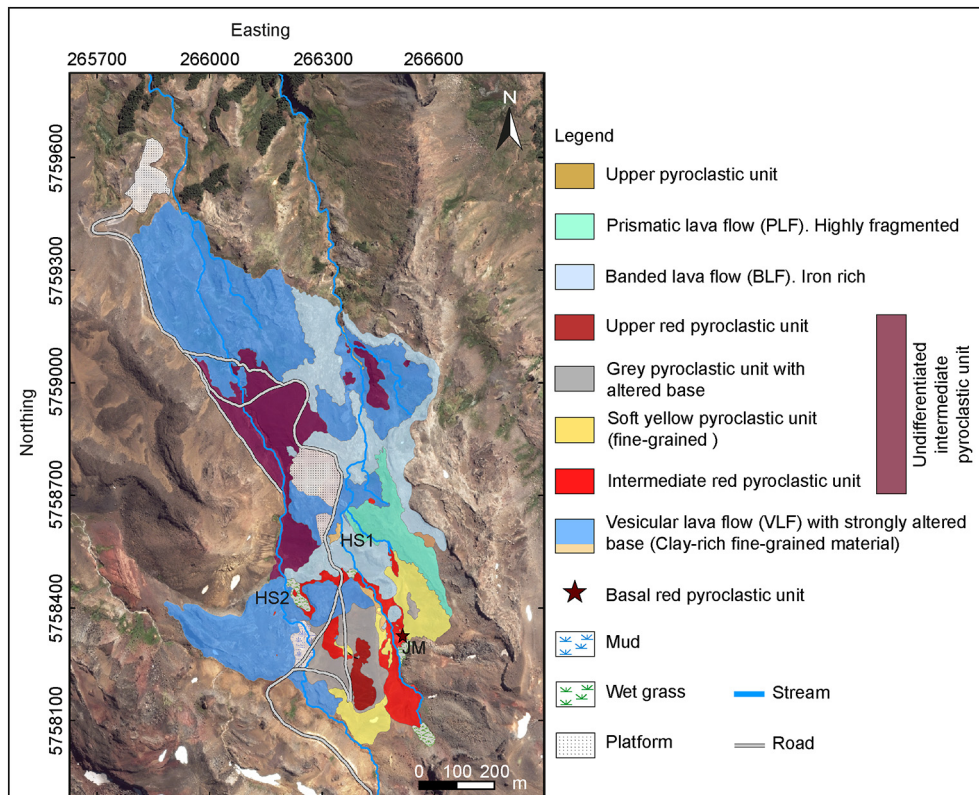 Easting
265700 266000 266300 266600
N
Northing
5759600
5759300
5759000
5758700
5758400
5758100
HS1
HS2
JM
0 100 200
m
Legend
Upper pyroclastic unit
Prismatic lava flow (PLF). Highly fragmented
Banded lava flow (BLF). Iron rich
Upper red pyroclastic unit
Grey pyroclastic unit with
altered base
Soft yellow pyroclastic unit
(fine-grained )
Intermediate red pyroclastic unit
Undifferentiated
intermediate
pyroclastic unit
Vesicular lava flow (VLF) with strongly altered
base (Clay-rich fine-grained material)
Basal red pyroclastic unit
Mud
Wet grass
Stream
Platform
Road